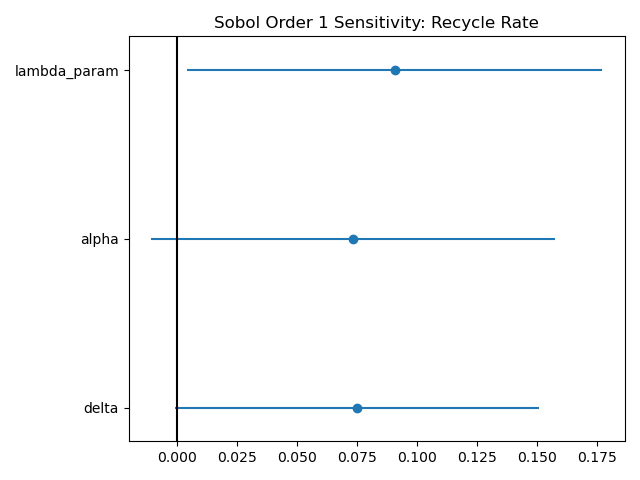 Sobol Order 1 Sensitivity: Recycle Rate
lambda_param
alpha
delta
0.000 0.025 0.050 0.075 0.100 0.125 0.150 0.175